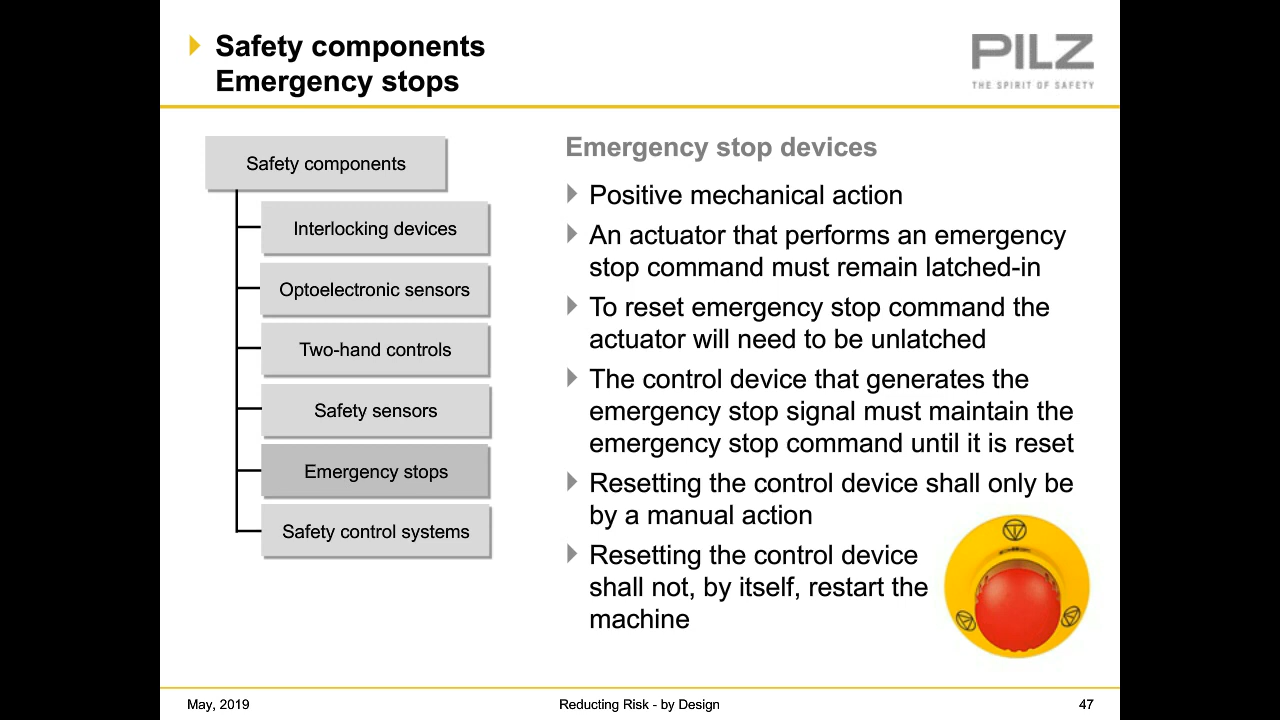 Safety components
Emergency stops
PILZ
THE SPIRIT OF SAFETY
Safety components
Interlocking devices
Optoelectronic sensors
Two-hand controls
Safety sensors
Emergency stops
Safety control systems
Emergency stop devices
Positive mechanical action
An actuator that performs an emergency
stop command must remain latched-in
To reset emergency stop command the
actuator will need to be unlatched
The control device that generates the
emergency stop signal must maintain the
emergency stop command until it is reset
Resetting the control device shall only be
by a manual action
Resetting the control device
shall not, by itself, restart the
machine
May, 2019
Reducting Risk - by Design
47